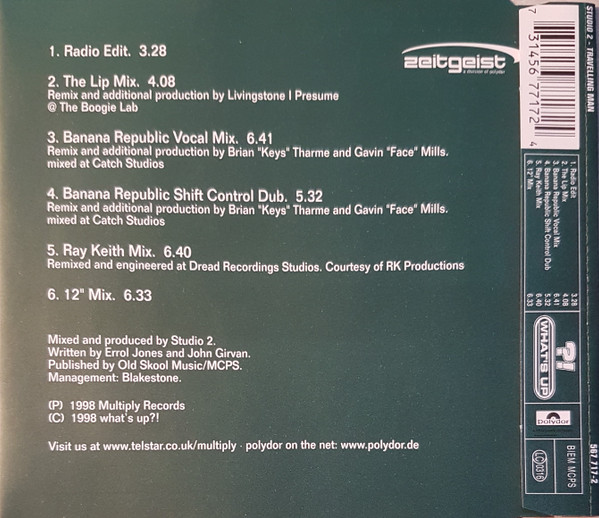 1. Radio Edit. 3.28
2. The Lip Mix. 4.08
Remix and additional production by Livingstone I Presume
@ The Boogie Lab
3. Banana Republic Vocal Mix. 6.41
Remix and additional production by Brian "Keys" Tharme and Gavin "Face" Mills.
mixed at Catch Studios
4. Banana Republic Shift Control Dub. 5.32
Remix and additional production by Brian "Keys" Tharme and Gavin "Face" Mills.
mixed at Catch Studios
5. Ray Keith Mix. 6.40
Remixed and engineered at Dread Recordings Studios. Courtesy of RK Productions
6. 12" Mix. 6.33
Mixed and produced by Studio 2.
Written by Errol Jones and John Girvan.
Published by Old Skool Music/MCPS.
Management: Blakestone.
(P) 1998 Multiply Records
(C) 1998 what's up?!
Visit us at www.telstar.co.uk/multiply · polydor on the net: www.polydor.de
zeitgeist
a division of polydor
7 31456 77172 4
STUDIO 2 - TRAVELLING MAN
1. Radio Edit 3.28
2. The Lip Mix 4.08
3. Banana Republic Vocal Mix 6.41
4. Banana Republic Shift Control Dub 5.32
5. Ray Keith Mix 6.40
6. 12" Mix 6.33
?!
WHAT'S UP
Polydor
BIEM MCPS
LC 0316
567 717-2